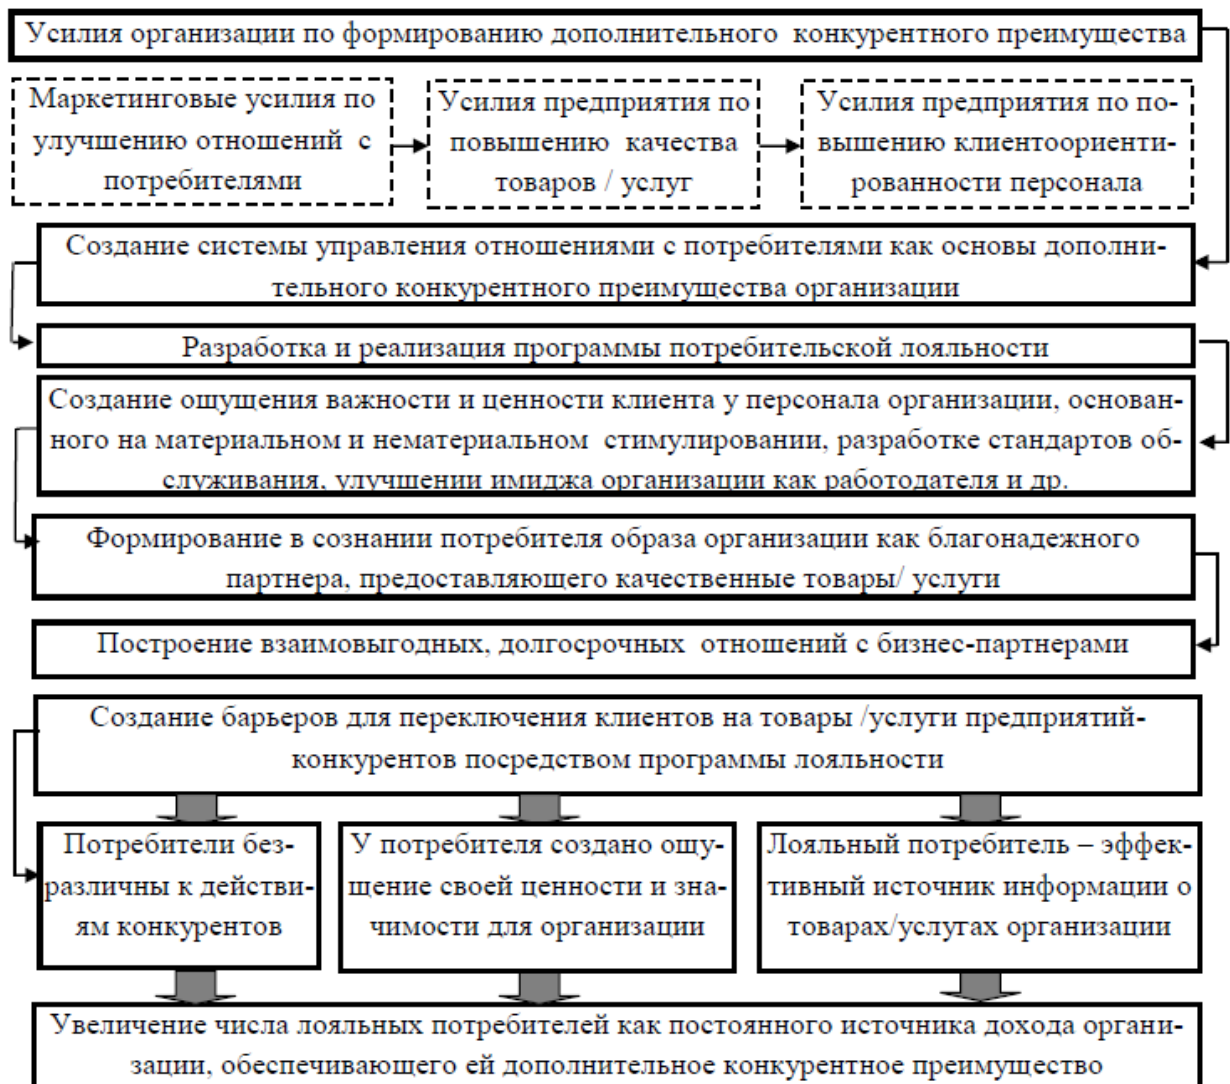 Усилия организации по формированию дополнительного конкурентного преимущества
Маркетинговые усилия по
улучшению отношений с
потребителями
Усилия предприятия по
повышению качества
товаров / услуг
Усилия предприятия по по-
вышению клиентоориенти-
рованности персонала
Создание системы управления отношениями с потребителями как основы дополни-
тельного конкурентного преимущества организации
Разработка и реализация программы потребительской лояльности
Создание ощущения важности и ценности клиента у персонала организации, основан-
ного на материальном и нематериальном стимулировании, разработке стандартов об-
служивания, улучшении имиджа организации как работодателя и др.
Формирование в сознании потребителя образа организации как благонадежного
партнера, предоставляющего качественные товары/ услуги
Построение взаимовыгодных, долгосрочных отношений с бизнес-партнерами
Создание барьеров для переключения клиентов на товары /услуги предприятий-
конкурентов посредством программы лояльности
Потребители без-
различны к действи-
ям конкурентов
У потребителя создано ощу-
щение своей ценности и зна-
чимости для организации
Лояльный потребитель – эффек-
тивный источник информации о
товарах/услугах организации
Увеличение числа лояльных потребителей как постоянного источника дохода органи-
зации, обеспечивающего ей дополнительное конкурентное преимущество